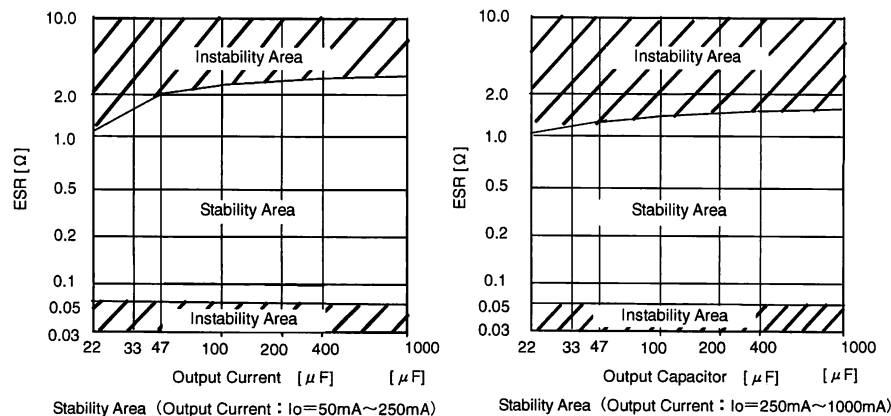 10.0
2.0
1.0
0.5
0.2
0.1
0.05
0.03
ESR [Ω]
Instability Area
Stability Area
Instability Area
22 33 47 100 200 400 1000
Output Current [μF] [μF]
Stability Area (Output Current : Io=50mA~250mA)
10.0
2.0
1.0
0.5
0.2
0.1
0.05
0.03
ESR [Ω]
Instability Area
Stability Area
Instability Area
22 33 47 100 200 400 1000
Output Capacitor [μF] [μF]
Stability Area (Output Current : Io=250mA~1000mA)